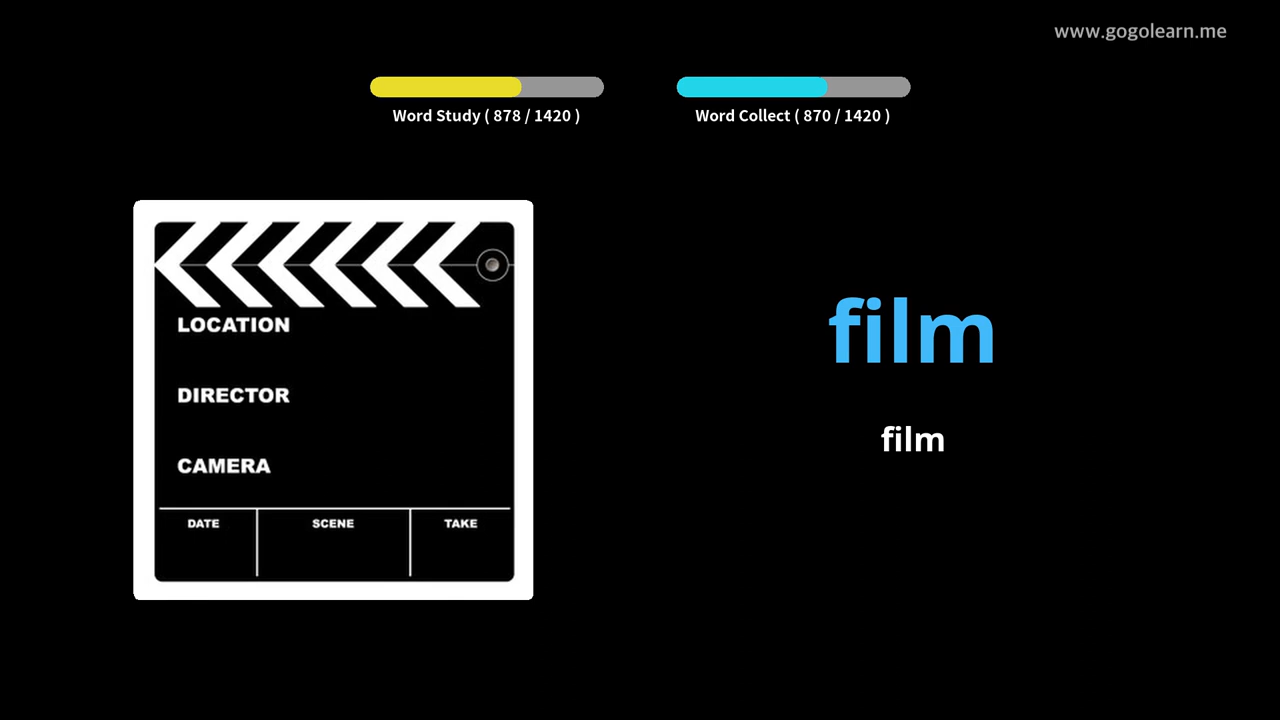 www.gogolearn.me
Word Study ( 878 / 1420 )
Word Collect ( 870 / 1420 )
LOCATION
DIRECTOR
CAMERA
DATE
SCENE
TAKE
film
film